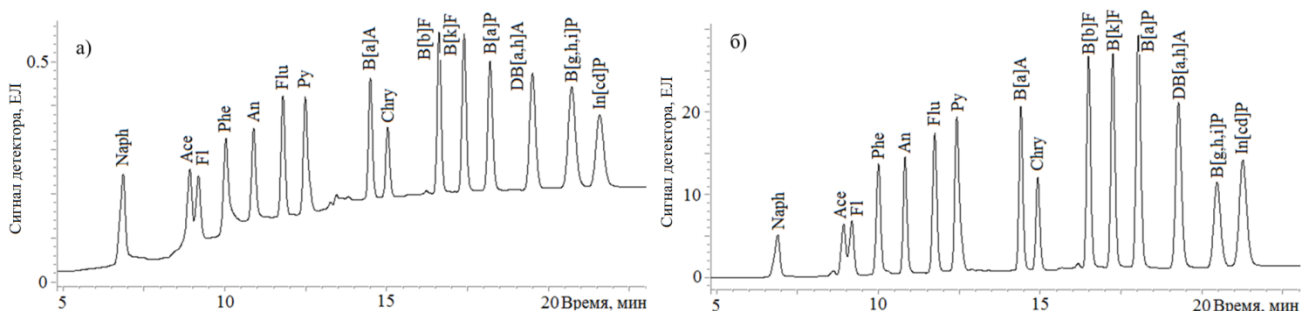 а)
Сигнал детектора, ЕЛ
0.5
0
Naph
Ace
Fl
Phe
An
Flu
Py
B[a]A
Chry
B[b]F
B[k]F
B[a]P
DB[a,h]A
B[g,h,i]P
In[cd]P
5
10
15
20 Время, мин
б)
Сигнал детектора, ЕЛ
20
10
0
Naph
Ace
Fl
Phe
An
Flu
Py
B[a]A
Chry
B[b]F
B[k]F
B[a]P
DB[a,h]A
B[g,h,i]P
In[cd]P
5
10
15
20 Время, мин